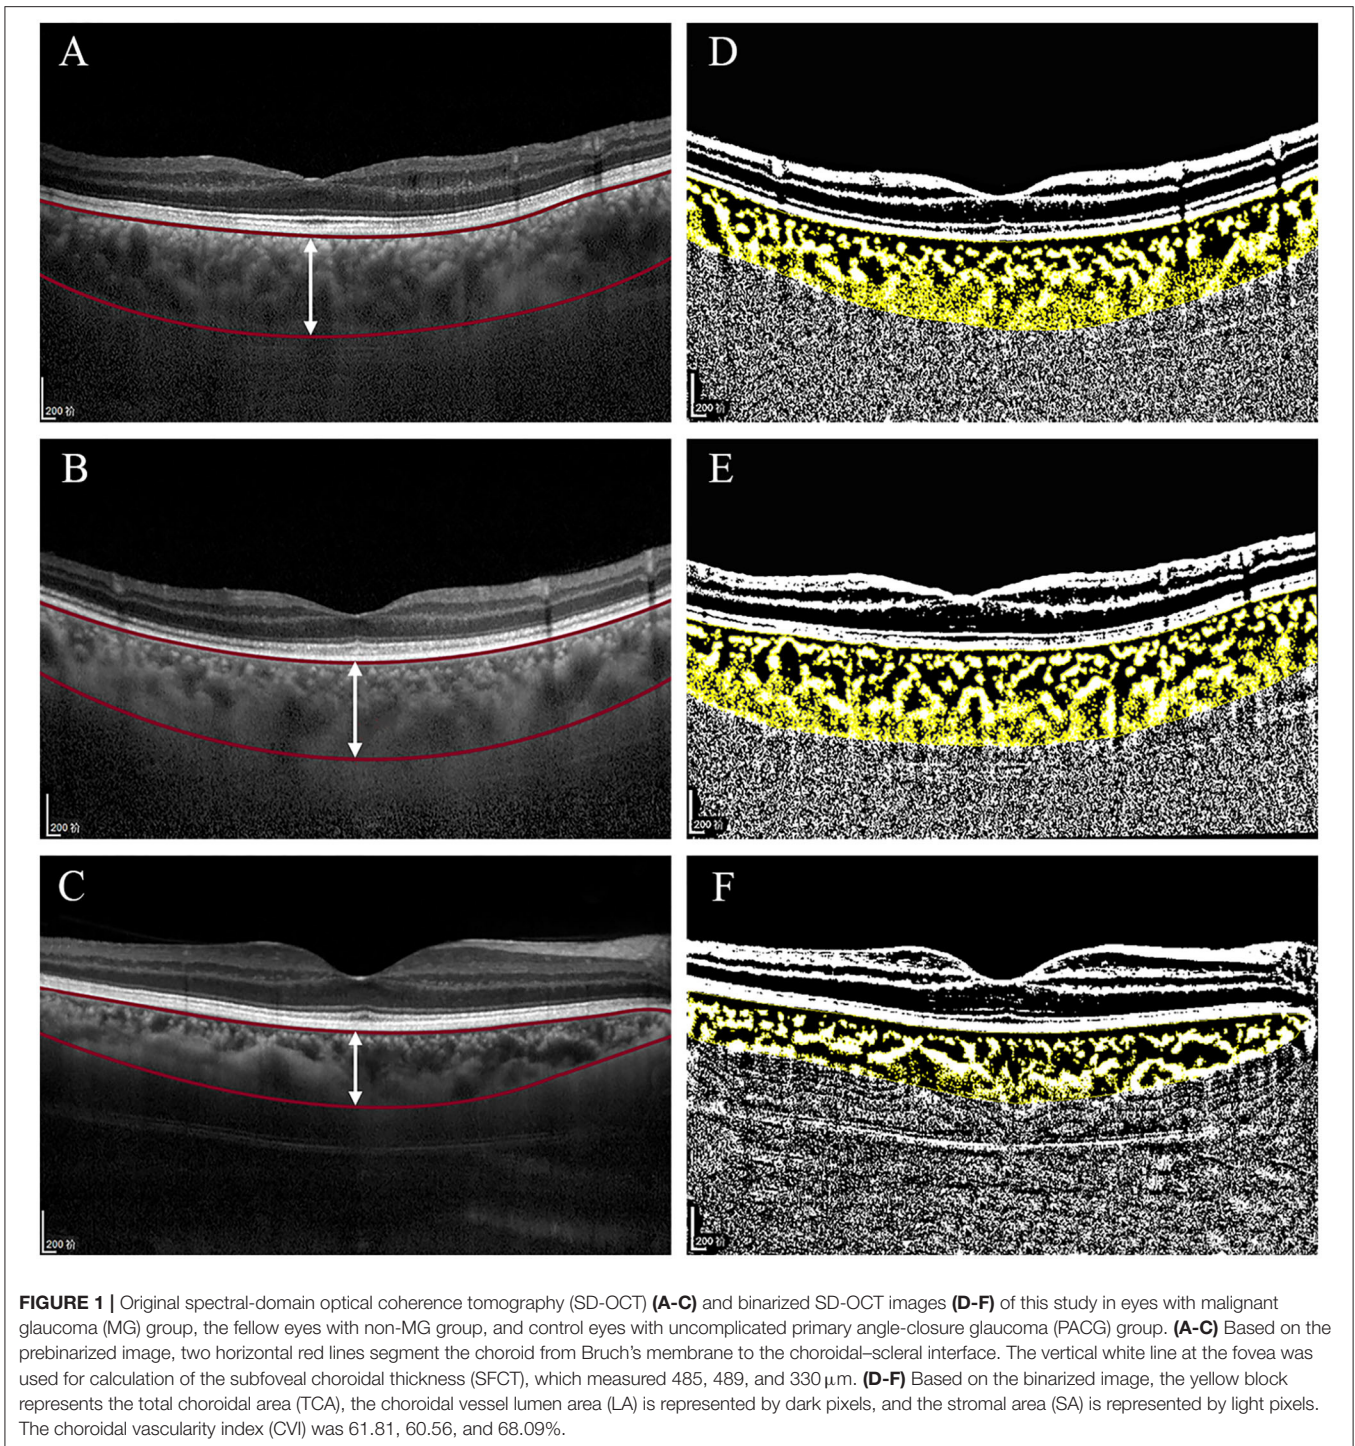 A
D
200 祄
200 祄
B
E
200 祄
200 祄
C
F
200 祄
200 祄
FIGURE 1 | Original spectral-domain optical coherence tomography (SD-OCT) (A-C) and binarized SD-OCT images (D-F) of this study in eyes with malignant
glaucoma (MG) group, the fellow eyes with non-MG group, and control eyes with uncomplicated primary angle-closure glaucoma (PACG) group. (A-C) Based on the
prebinarized image, two horizontal red lines segment the choroid from Bruch's membrane to the choroidal–scleral interface. The vertical white line at the fovea was
used for calculation of the subfoveal choroidal thickness (SFCT), which measured 485, 489, and 330 μm. (D-F) Based on the binarized image, the yellow block
represents the total choroidal area (TCA), the choroidal vessel lumen area (LA) is represented by dark pixels, and the stromal area (SA) is represented by light pixels.
The choroidal vascularity index (CVI) was 61.81, 60.56, and 68.09%.